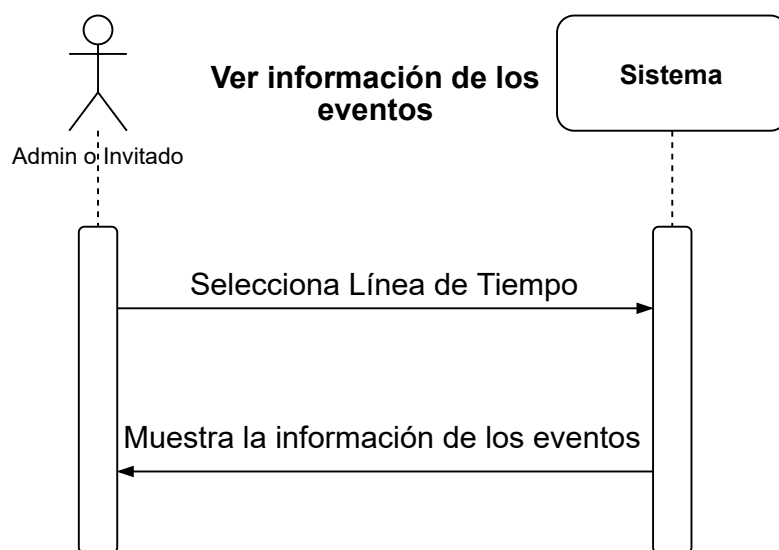 Ver información de los
eventos
Sistema
Admin o Invitado
Selecciona Línea de Tiempo
Muestra la información de los eventos